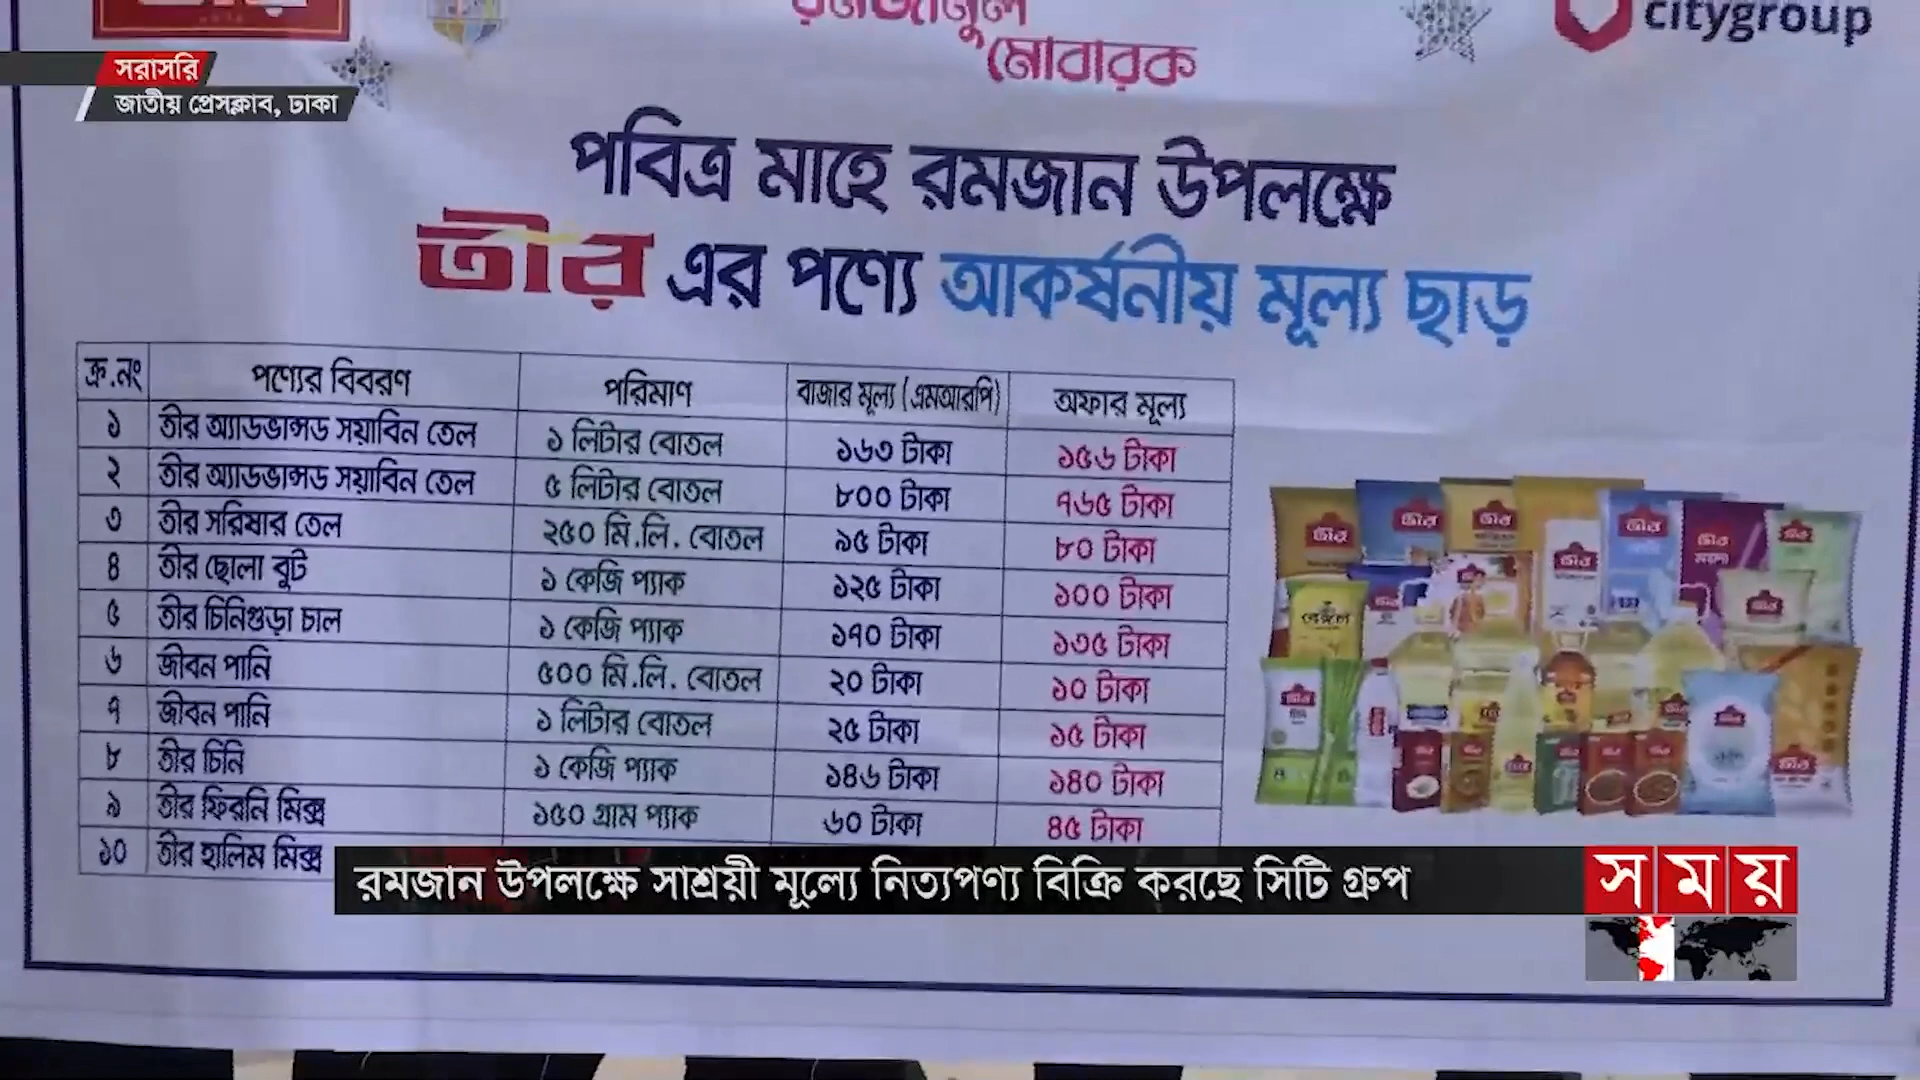 রমজানুল
মোবারক
citygroup
সরাসরি
জাতীয় প্রেসক্লাব, ঢাকা
পবিত্র মাহে রমজান উপলক্ষে
তীর এর পণ্যে আকর্ষনীয় মূল্য ছাড়
ক্র.নং পণ্যের বিবরণ পরিমাণ বাজার মূল্য (এমআরপি) অফার মূল্য
১ তীর অ্যাডভান্সড সয়াবিন তেল ১ লিটার বোতল ১৬৩ টাকা ১৫৬ টাকা
২ তীর অ্যাডভান্সড সয়াবিন তেল ৫ লিটার বোতল ৮০০ টাকা ৭৬৫ টাকা
৩ তীর সরিষার তেল ২৫০ মি.লি. বোতল ৯৫ টাকা ৮০ টাকা
৪ তীর ছোলা বুট ১ কেজি প্যাক ১২৫ টাকা ১০০ টাকা
৫ তীর চিনিগুড়া চাল ১ কেজি প্যাক ১৭০ টাকা ১৩৫ টাকা
৬ জীবন পানি ৫০০ মি.লি. বোতল ২০ টাকা ১০ টাকা
৭ জীবন পানি ১ লিটার বোতল ২৫ টাকা ১৫ টাকা
৮ তীর চিনি ১ কেজি প্যাক ১৪৬ টাকা ১৪০ টাকা
৯ তীর ফিরনি মিক্স ১৫০ গ্রাম প্যাক ৬০ টাকা ৪৫ টাকা
১০ তীর হালিম মিক্স
রমজান উপলক্ষে সাশ্রয়ী মূল্যে নিত্যপণ্য বিক্রি করছে সিটি গ্রুপ
সময়